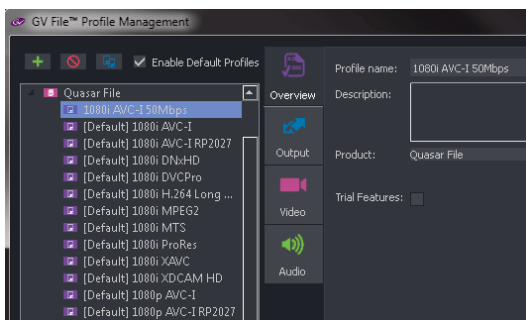 GV File™ Profile Management
Enable Default Profiles
Quasar File
1080i AVC-I 50Mbps
[Default] 1080i AVC-I
[Default] 1080i AVC-I RP2027
[Default] 1080i DNxHD
[Default] 1080i DVCPro
[Default] 1080i H.264 Long ...
[Default] 1080i MPEG2
[Default] 1080i MTS
[Default] 1080i ProRes
[Default] 1080i XAVC
[Default] 1080i XDCAM HD
[Default] 1080p AVC-I
[Default] 1080p AVC-I RP2027
Overview
Output
Video
Audio
Profile name: 1080i AVC-I 50Mbps
Description:
Product: Quasar File
Trial Features: